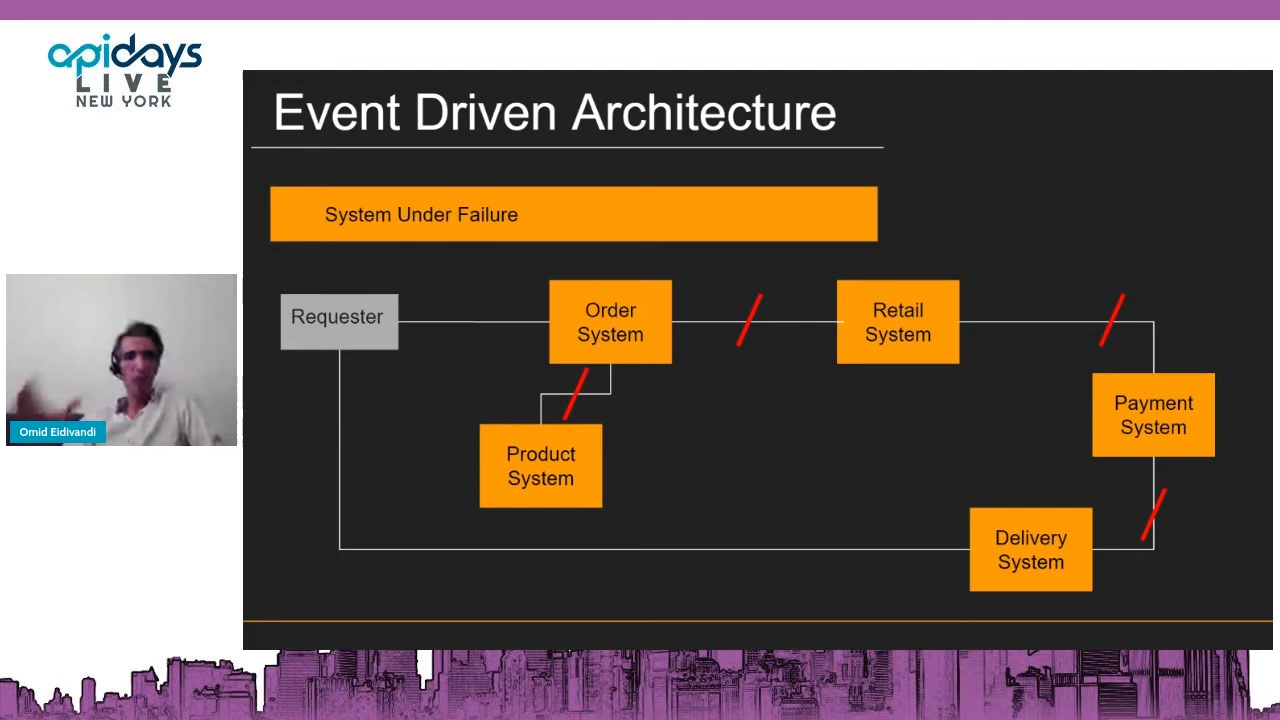 apidays
LIVE
NEW YORK
Event Driven Architecture
System Under Failure
Requester
Order
System
Retail
System
Payment
System
Product
System
Delivery
System
Omid Eidivandi